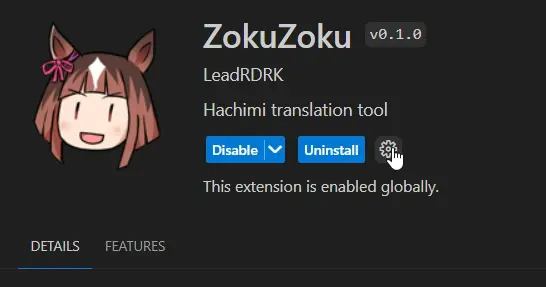 ZokuZoku v0.1.0
LeadRDRK
Hachimi translation tool
Disable Uninstall
This extension is enabled globally.
DETAILS FEATURES